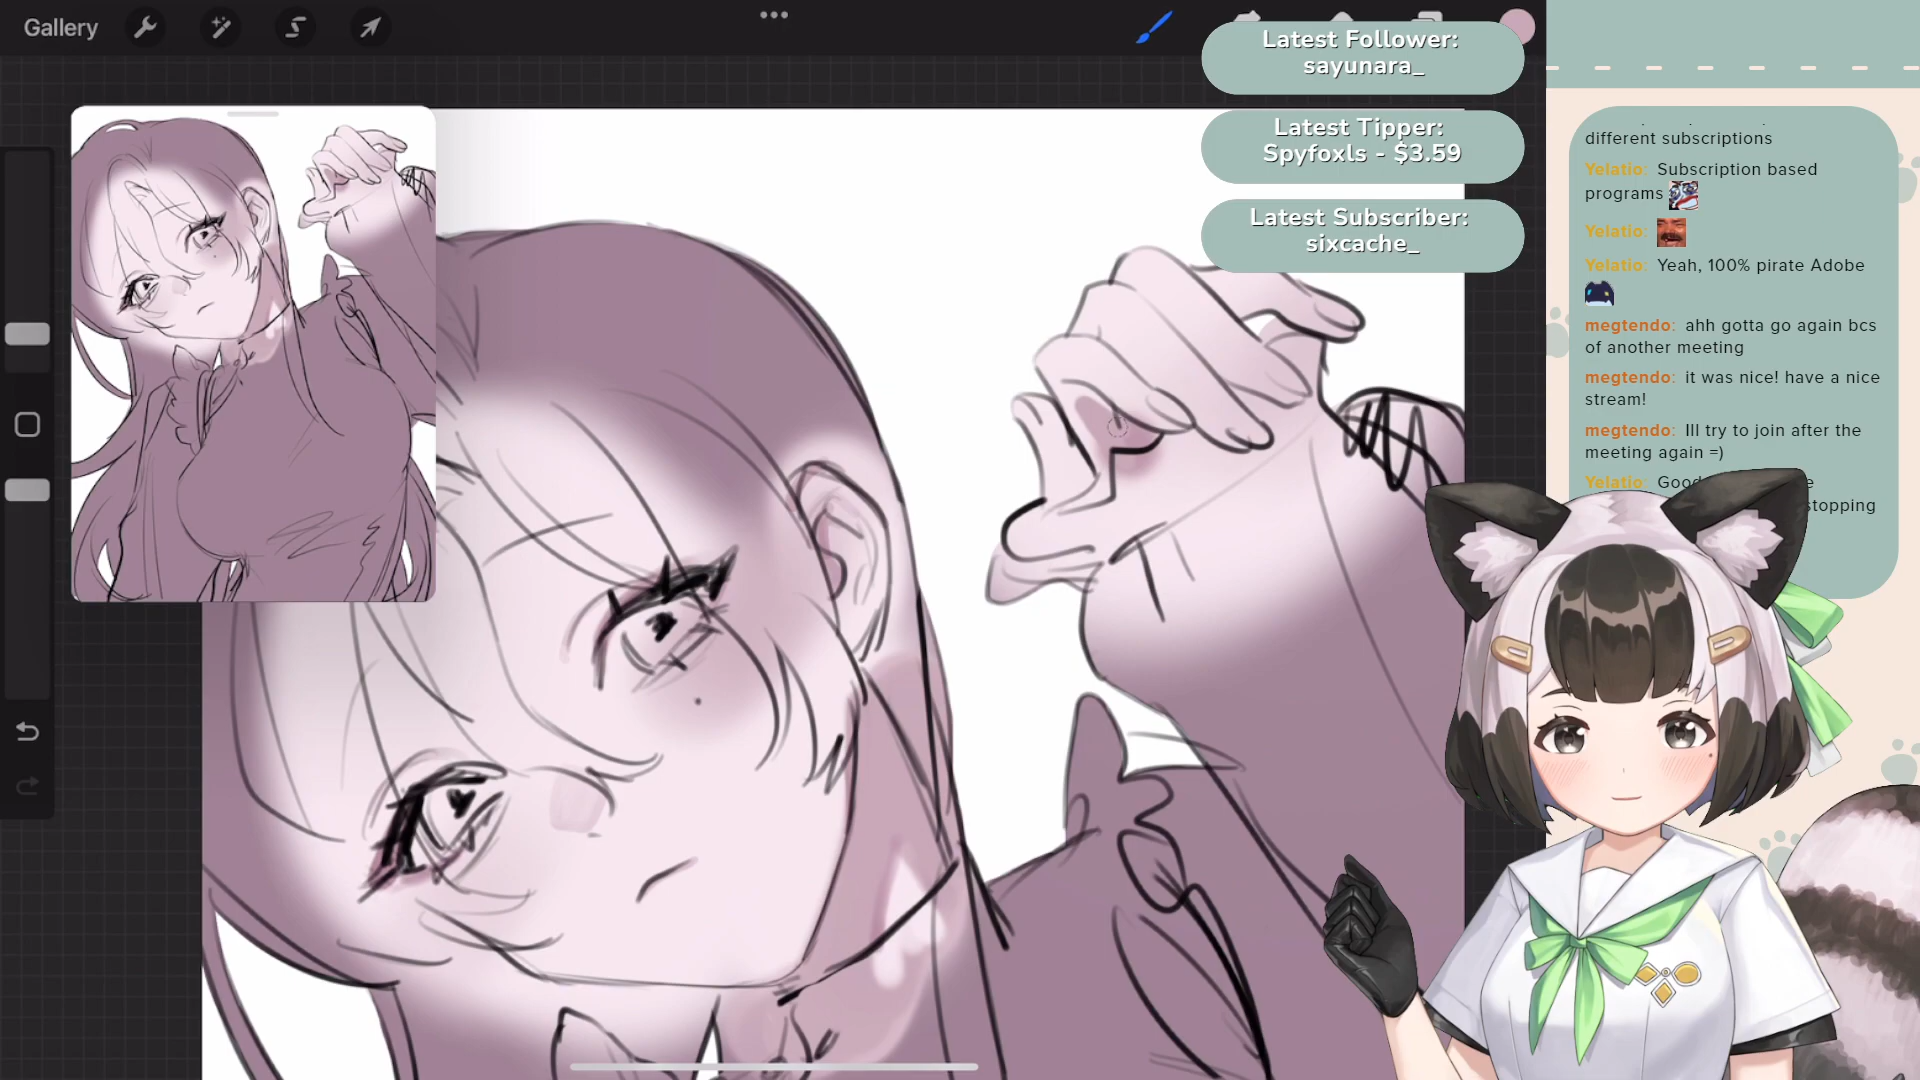 Gallery
Latest Follower:
sayunara_
Latest Tipper:
Spyfoxls - $3.59
Latest Subscriber:
sixcache_
different subscriptions
Yelatio: Subscription based
programs
Yelatio:
Yelatio: Yeah, 100% pirate Adobe
megtendo: ahh gotta go again bcs
of another meeting
megtendo: it was nice! have a nice
stream!
megtendo: Ill try to join after the
meeting again =)
Yelatio:
stopping